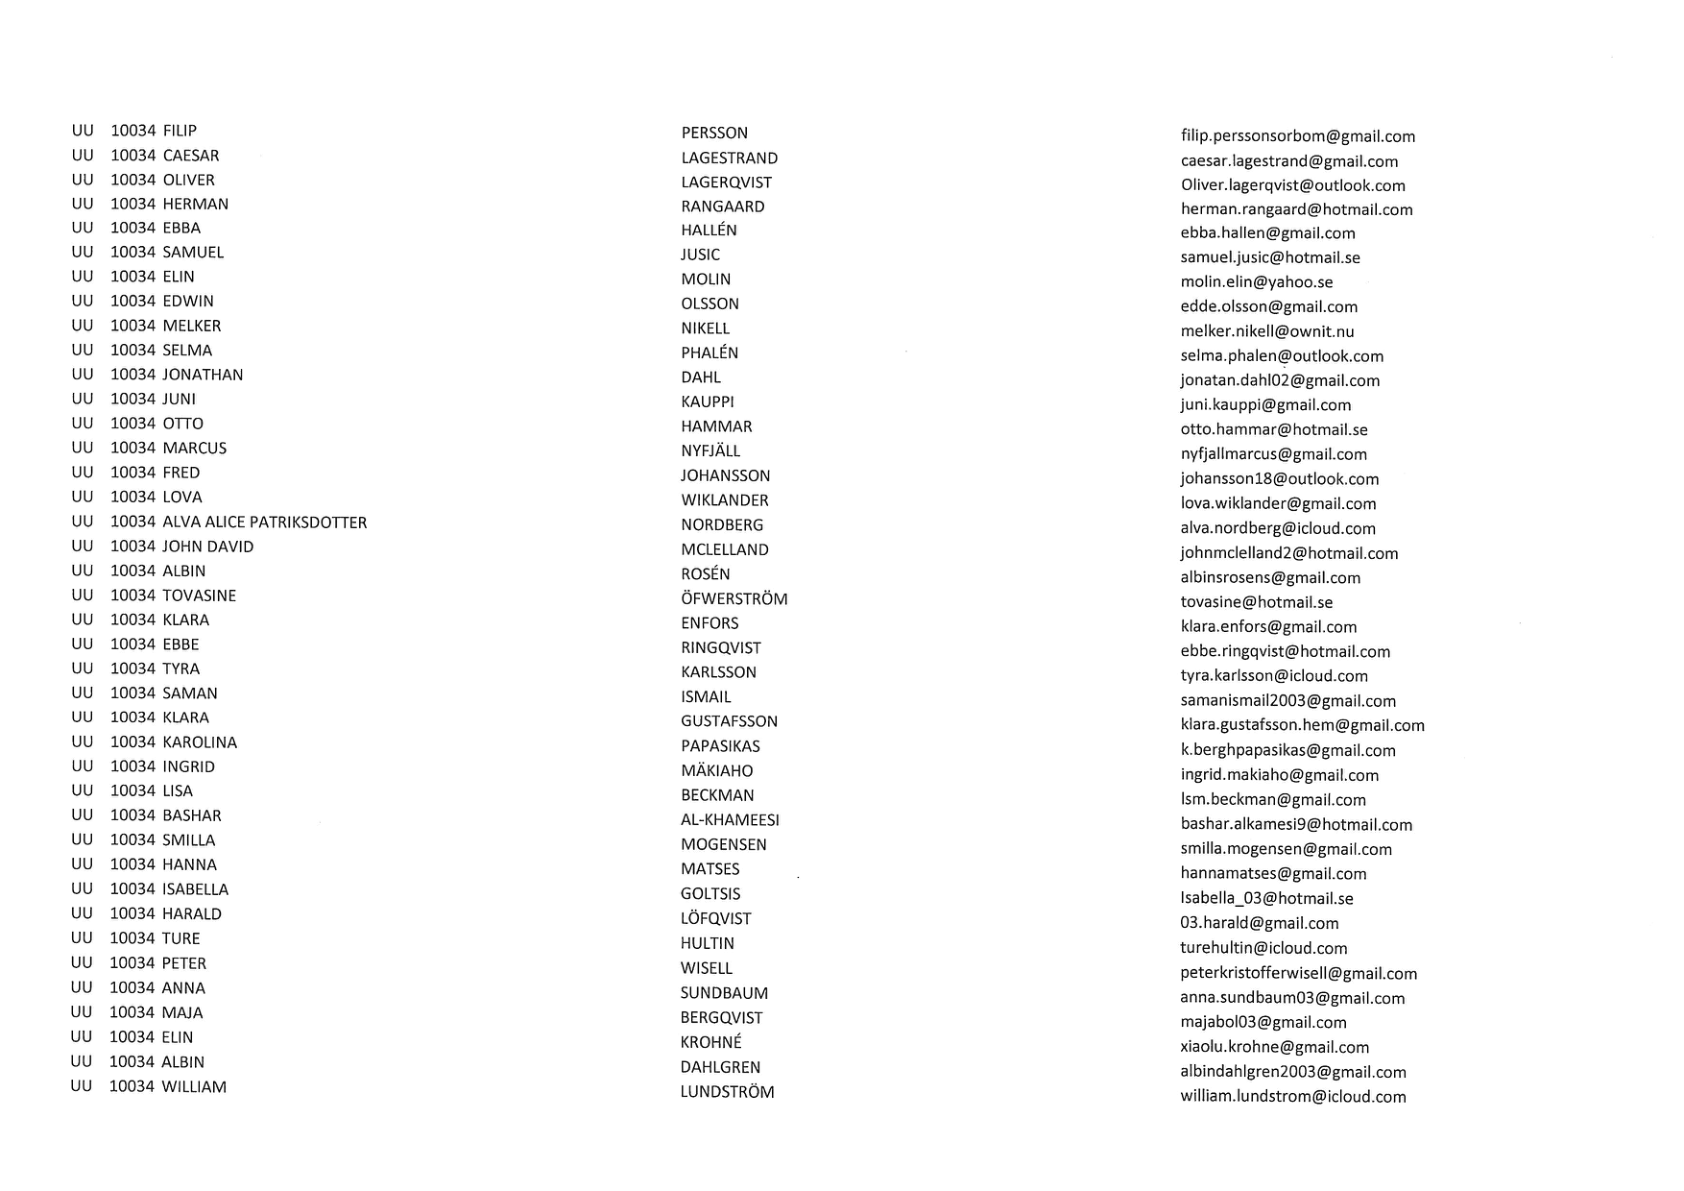 UU 10034 FILIP PERSSON filip.perssonsorbom@gmail.com
UU 10034 CAESAR LAGESTRAND caesar.lagestrand@gmail.com
UU 10034 OLIVER LAGERQVIST Oliver.lagerqvist@outlook.com
UU 10034 HERMAN RANGAARD herman.rangaard@hotmail.com
UU 10034 EBBA HALLÉN ebba.hallen@gmail.com
UU 10034 SAMUEL JUSIC samuel.jusic@hotmail.se
UU 10034 ELIN MOLIN molin.elin@yahoo.se
UU 10034 EDWIN OLSSON edde.olsson@gmail.com
UU 10034 MELKER NIKELL melker.nikell@ownit.nu
UU 10034 SELMA PHALÉN selma.phalen@outlook.com
UU 10034 JONATHAN DAHL jonatan.dahl02@gmail.com
UU 10034 JUNI KAUPPI juni.kauppi@gmail.com
UU 10034 OTTO HAMMAR otto.hammar@hotmail.se
UU 10034 MARCUS NYFJÄLL nyfjallmarcus@gmail.com
UU 10034 FRED JOHANSSON johansson18@outlook.com
UU 10034 LOVA WIKLANDER lova.wiklander@gmail.com
UU 10034 ALVA ALICE PATRIKSDOTTER NORDBERG alva.nordberg@icloud.com
UU 10034 JOHN DAVID MCLELLAND johnmclelland2@hotmail.com
UU 10034 ALBIN ROSÉN albinsrosens@gmail.com
UU 10034 TOVASINE ÖFWERSTRÖM tovasine@hotmail.se
UU 10034 KLARA ENFORS klara.enfors@gmail.com
UU 10034 EBBE RINGQVIST ebbe.ringqvist@hotmail.com
UU 10034 TYRA KARLSSON tyra.karlsson@icloud.com
UU 10034 SAMAN ISMAIL samanismail2003@gmail.com
UU 10034 KLARA GUSTAFSSON klara.gustafsson.hem@gmail.com
UU 10034 KAROLINA PAPASIKAS k.berghpapasikas@gmail.com
UU 10034 INGRID MÄKIAHO ingrid.makiaho@gmail.com
UU 10034 LISA BECKMAN lsm.beckman@gmail.com
UU 10034 BASHAR AL-KHAMEESI bashar.alkamesi9@hotmail.com
UU 10034 SMILLA MOGENSEN smilla.mogensen@gmail.com
UU 10034 HANNA MATSES hannamatses@gmail.com
UU 10034 ISABELLA GOLTSIS Isabella_03@hotmail.se
UU 10034 HARALD LÖFQVIST 03.harald@gmail.com
UU 10034 TURE HULTIN turehultin@icloud.com
UU 10034 PETER WISELL peterkristofferwisell@gmail.com
UU 10034 ANNA SUNDBAUM anna.sundbaum03@gmail.com
UU 10034 MAJA BERGQVIST majabol03@gmail.com
UU 10034 ELIN KROHNÉ xiaolu.krohne@gmail.com
UU 10034 ALBIN DAHLGREN albindahlgren2003@gmail.com
UU 10034 WILLIAM LUNDSTRÖM william.lundstrom@icloud.com